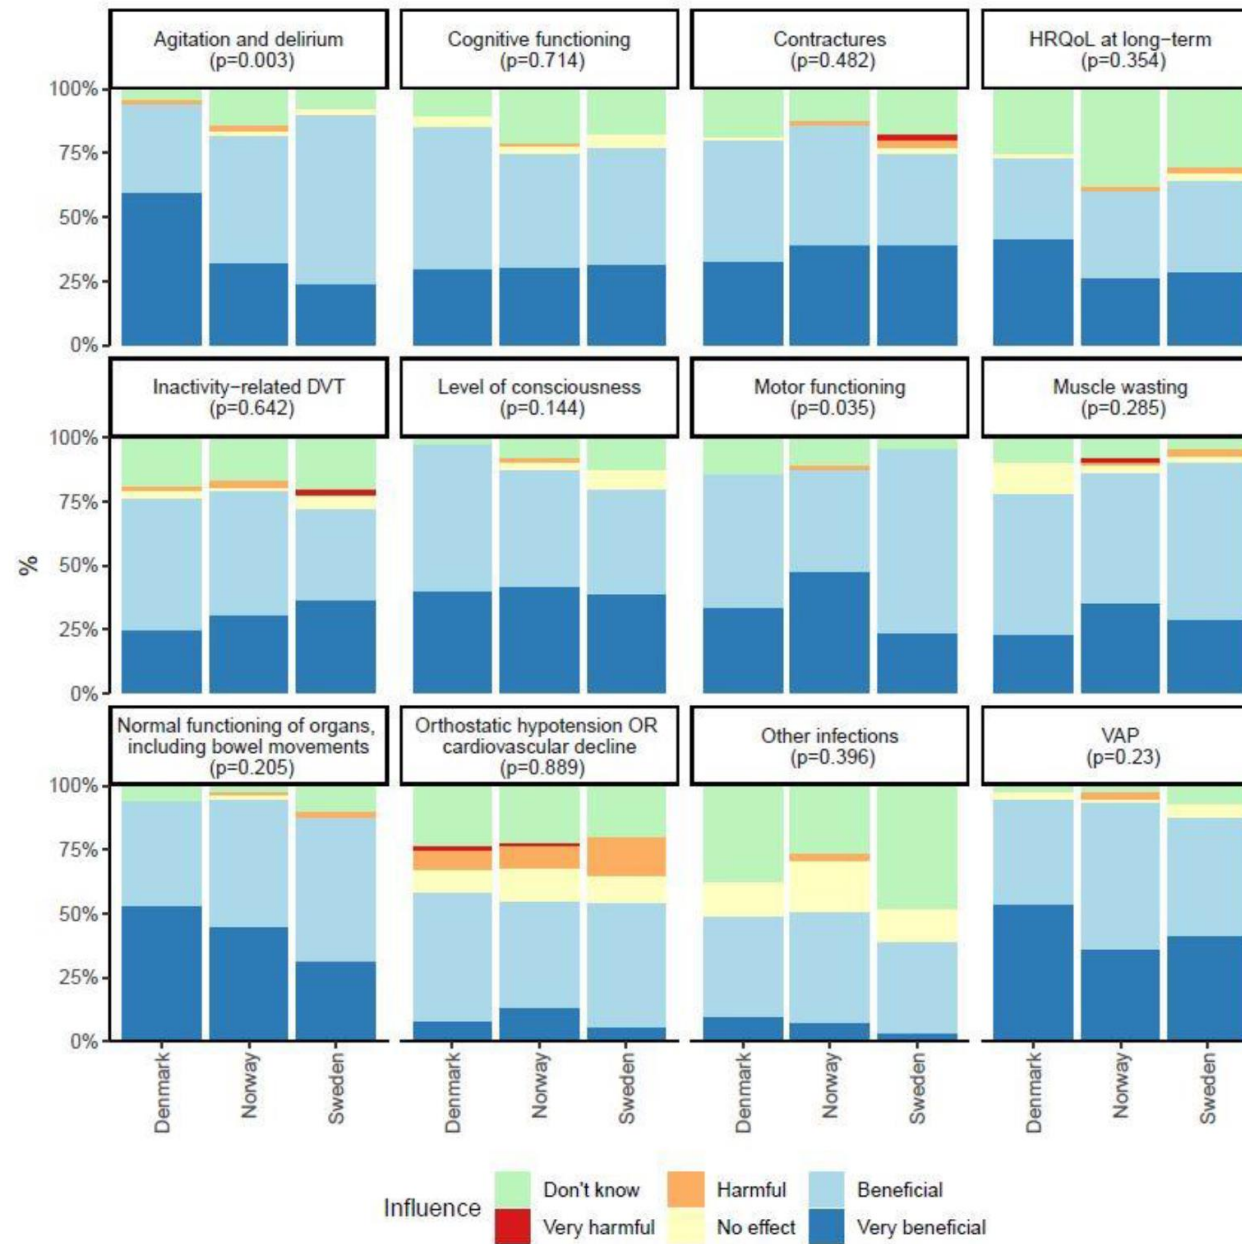 Agitation and delirium
(p=0.003)
Cognitive functioning
(p=0.714)
Contractures
(p=0.482)
HRQoL at long−term
(p=0.354)
100%
75%
50%
25%
0%
Inactivity−related DVT
(p=0.642)
Level of consciousness
(p=0.144)
Motor functioning
(p=0.035)
Muscle wasting
(p=0.285)
100%
75%
50%
25%
0%
%
Normal functioning of organs,
including bowel movements
(p=0.205)
Orthostatic hypotension OR
cardiovascular decline
(p=0.889)
Other infections
(p=0.396)
VAP
(p=0.23)
100%
75%
50%
25%
0%
Denmark
Norway
Sweden
Denmark
Norway
Sweden
Denmark
Norway
Sweden
Denmark
Norway
Sweden
Influence
Don't know
Harmful
Beneficial
Very harmful
No effect
Very beneficial